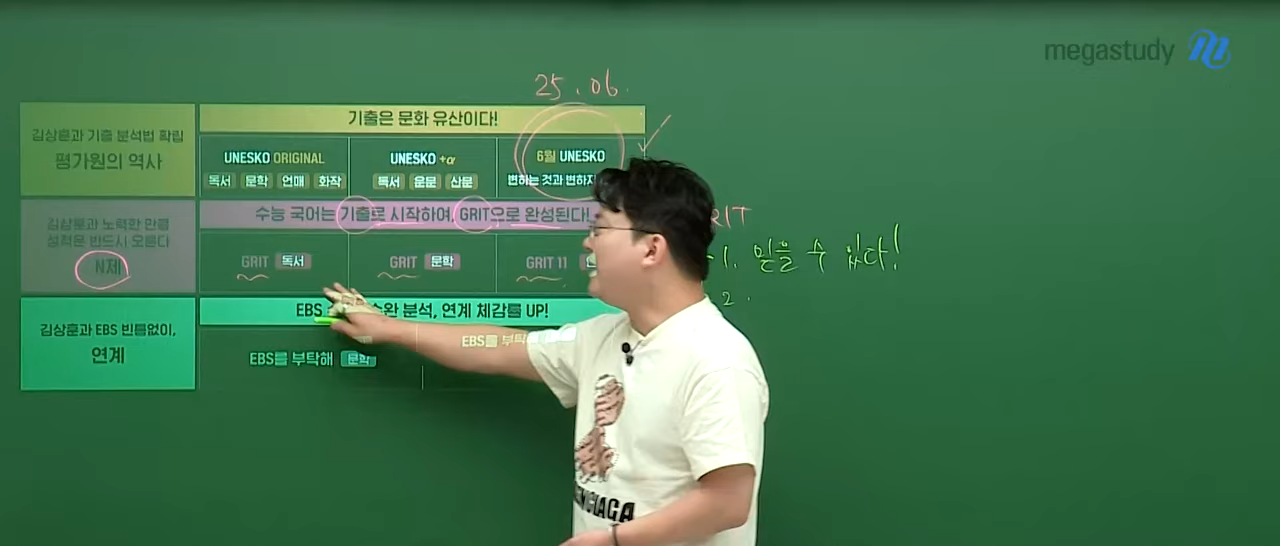 megastudy
25.06.
김상훈과 기출 분석법 확립
평가원의 역사
기출은 문화 유산이다!
UNESKO ORIGINAL
독서 문학 언매 화작
UNESKO +α
독서 운문 산문
6월 UNESKO
변하는 것과 변하지
김상훈과 노력한 만큼
성적은 반드시 오른다
N제
수능 국어는 기출로 시작하여, GRIT으로 완성된다!
GRIT 독서
GRIT 문학
GRIT 11
1. 믿을 수 있다!
2.
김상훈과 EBS 빈틈없이,
연계
EBS 완 분석, 연계 체감률 UP!
EBS를 부탁해 문학
EBS를 부탁